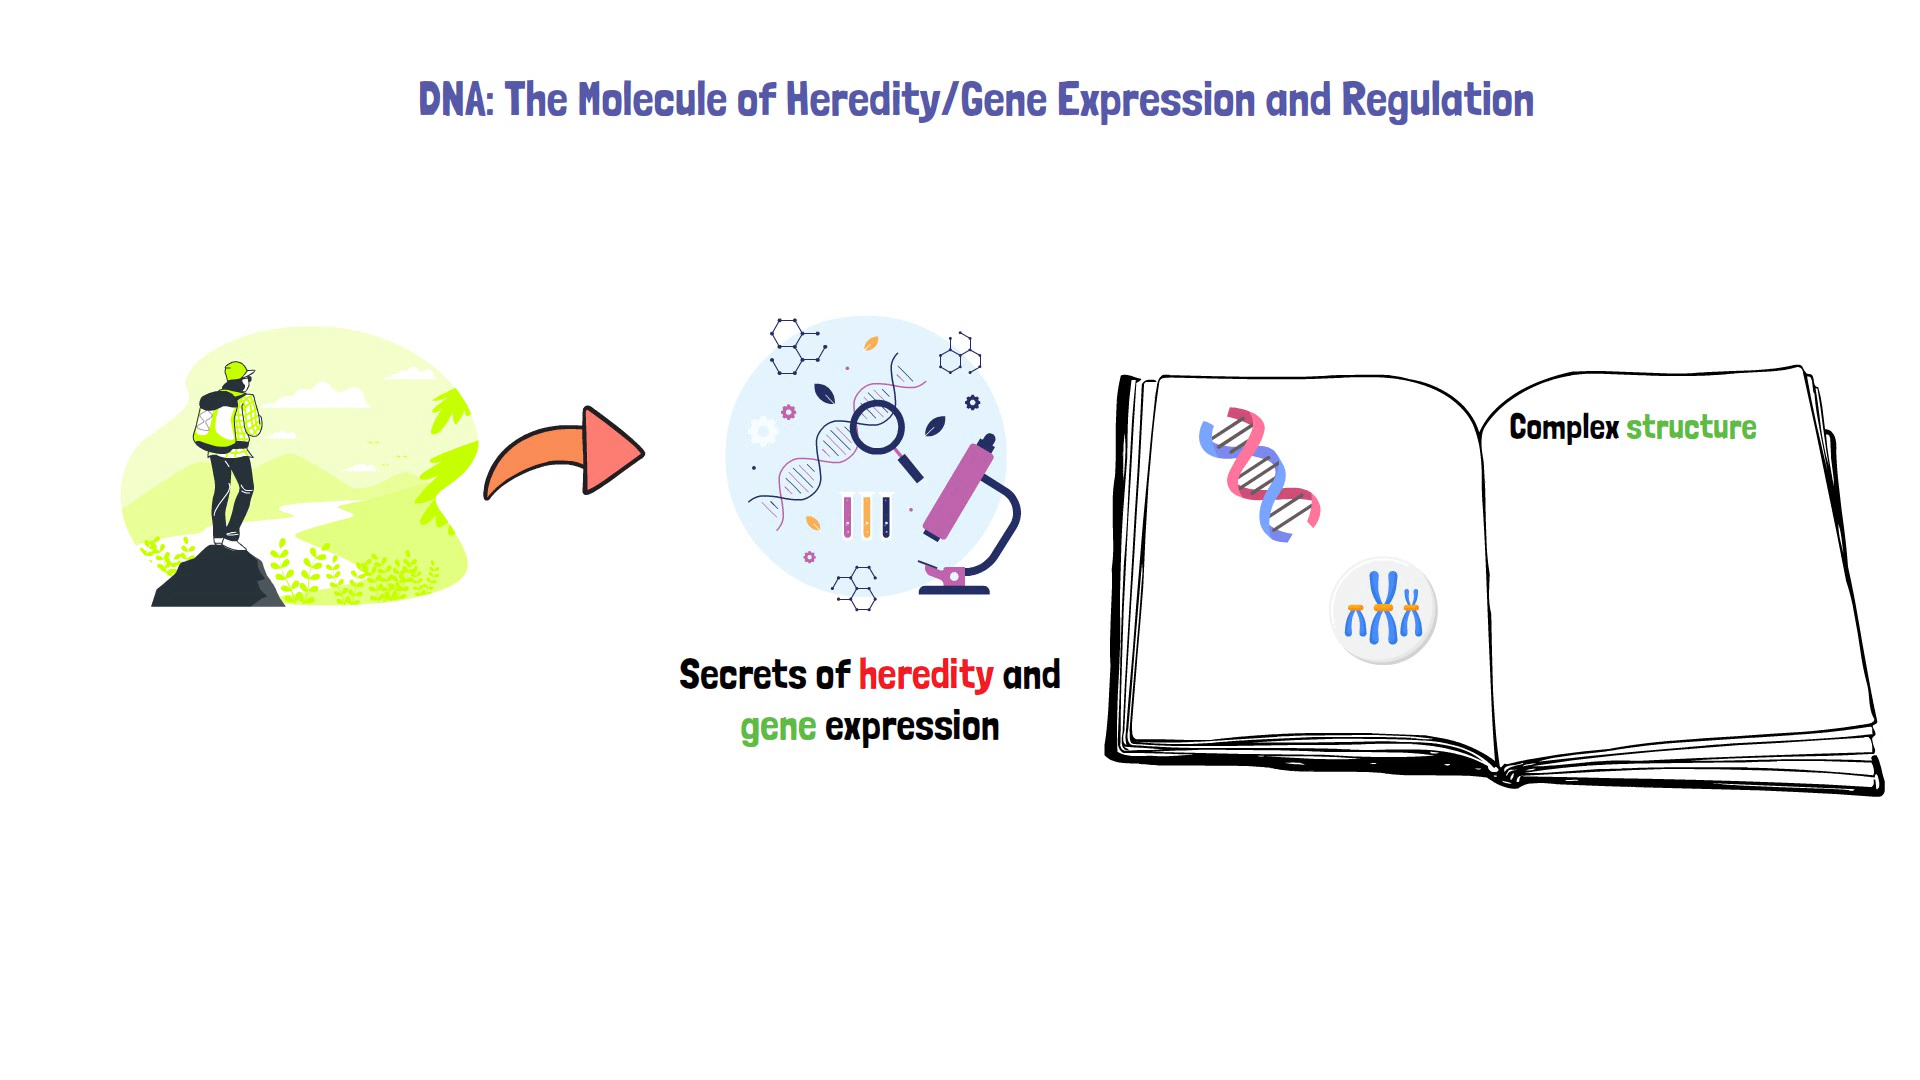 DNA: The Molecule of Heredity/Gene Expression and Regulation
Secrets of heredity and
gene expression
Complex structure